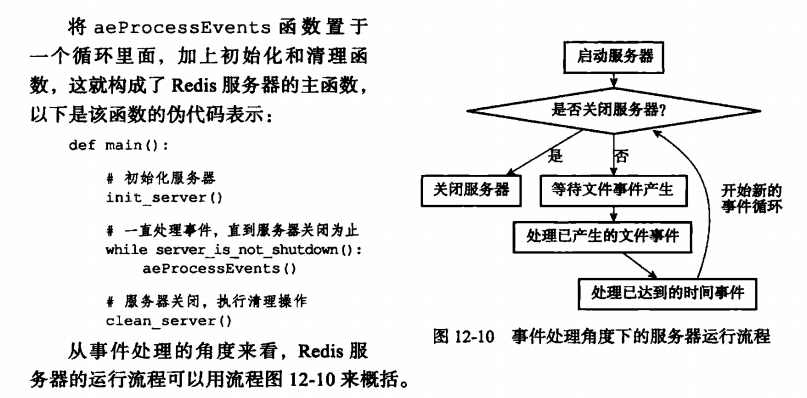 将 aeProcessEvents 函数置于
一个循环里面，加上初始化和清理函
数，这就构成了 Redis 服务器的主函数，
以下是该函数的伪代码表示：
def main():
# 初始化服务器
init_server()
# 一直处理事件，直到服务器关闭为止
while server_is_not_shutdown():
aeProcessEvents()
# 服务器关闭，执行清理操作
clean_server()
从事件处理的角度来看，Redis 服
务器的运行流程可以用流程图 12-10 来概括。
启动服务器
是否关闭服务器?
是
否
关闭服务器
等待文件事件产生
开始新的
事件循环
处理已产生的文件事件
处理已达到的时间事件
图 12-10 事件处理角度下的服务器运行流程